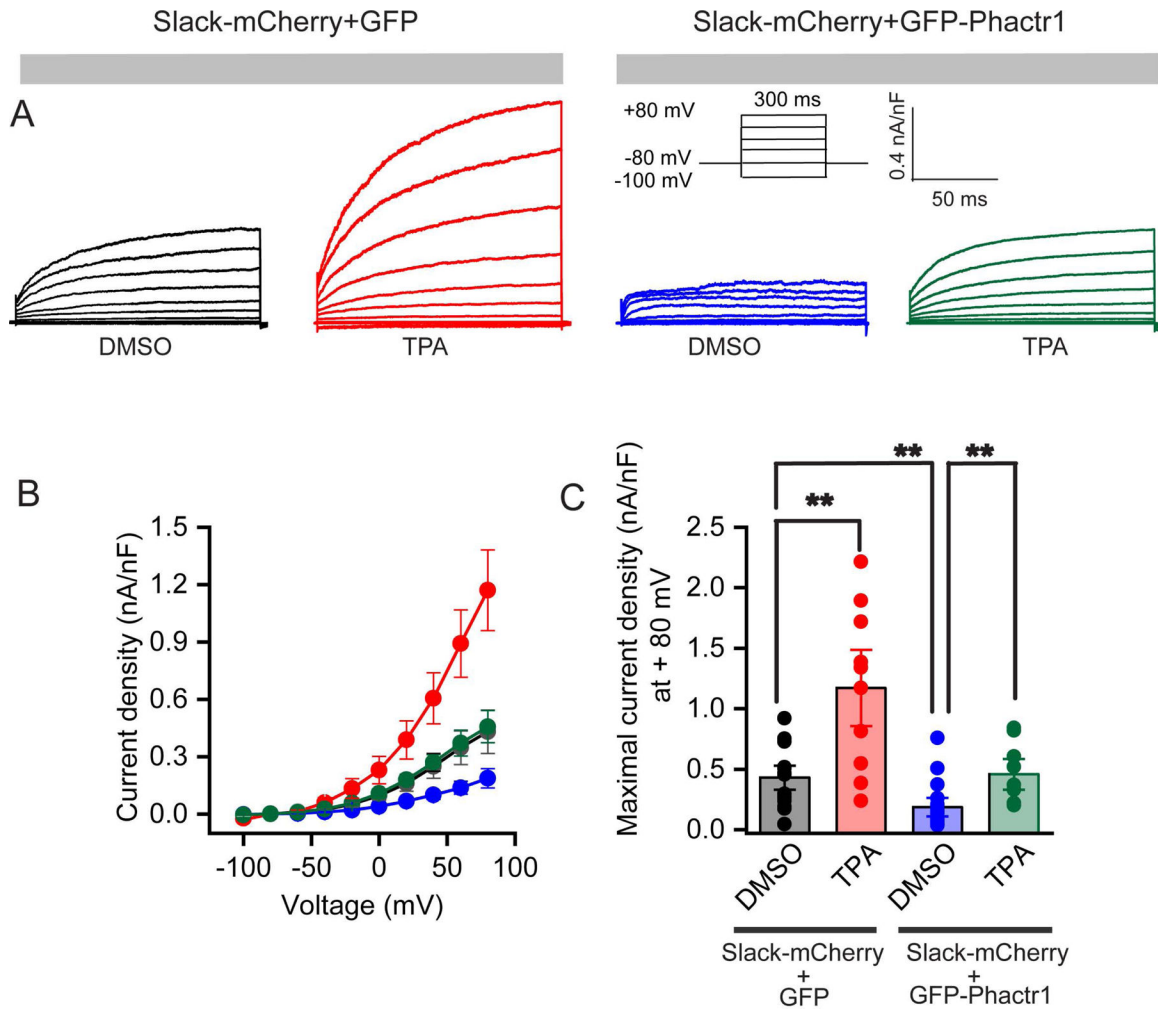 Slack-mCherry+GFP
Slack-mCherry+GFP-Phactr1
A
+80 mV
300 ms
-80 mV
-100 mV
0.4 nA/nF
50 ms
DMSO
TPA
DMSO
TPA
B
Current density (nA/nF)
1.5
1.2
0.9
0.6
0.3
0.0
-100
-50
0
50
100
Voltage (mV)
C
Maximal current density (nA/nF)
at + 80 mV
2.5
2.0
1.5
1.0
0.5
0.0
**
**
**
DMSO
TPA
DMSO
TPA
Slack-mCherry
+
GFP
Slack-mCherry
+
GFP-Phactr1